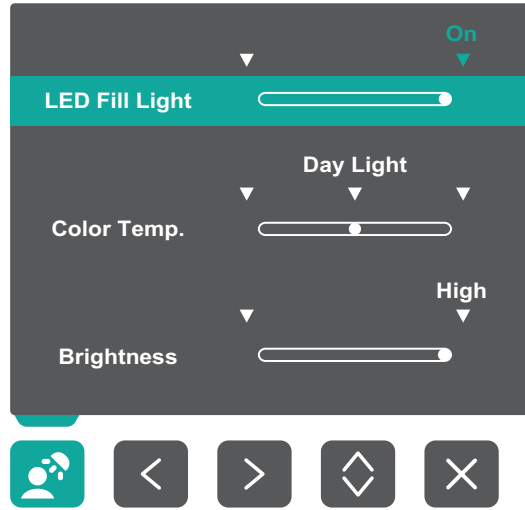 On
LED Fill Light
Day Light
Color Temp.
High
Brightness